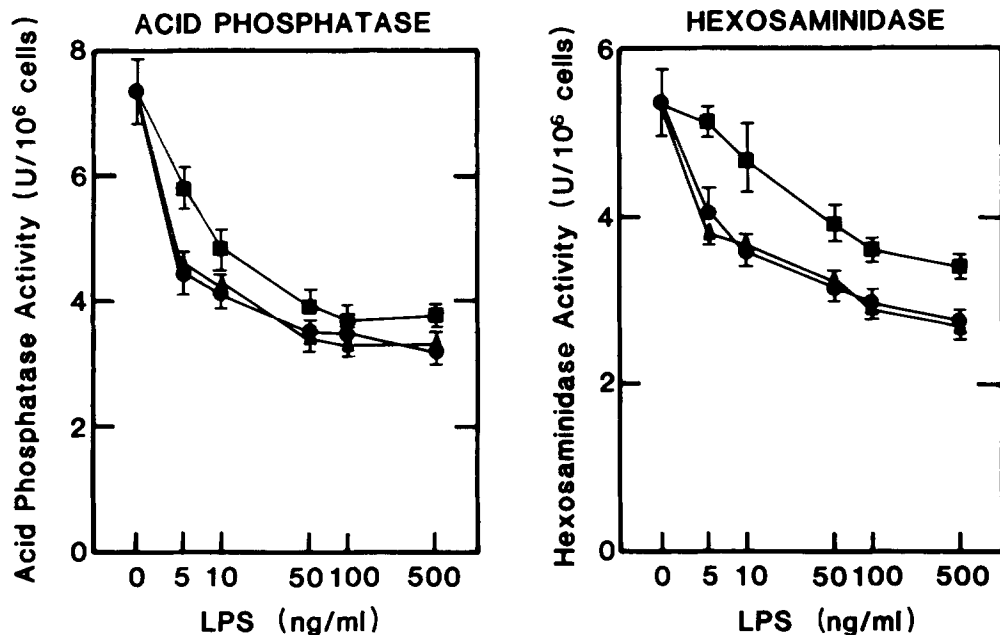 ACID PHOSPHATASE
Acid Phosphatase Activity (U/10⁶ cells)
8
6
4
2
0
0 5 10 50 100 500
LPS (ng/ml)
HEXOSAMINIDASE
Hexosaminidase Activity (U/10⁶ cells)
6
4
2
0
0 5 10 50 100 500
LPS (ng/ml)